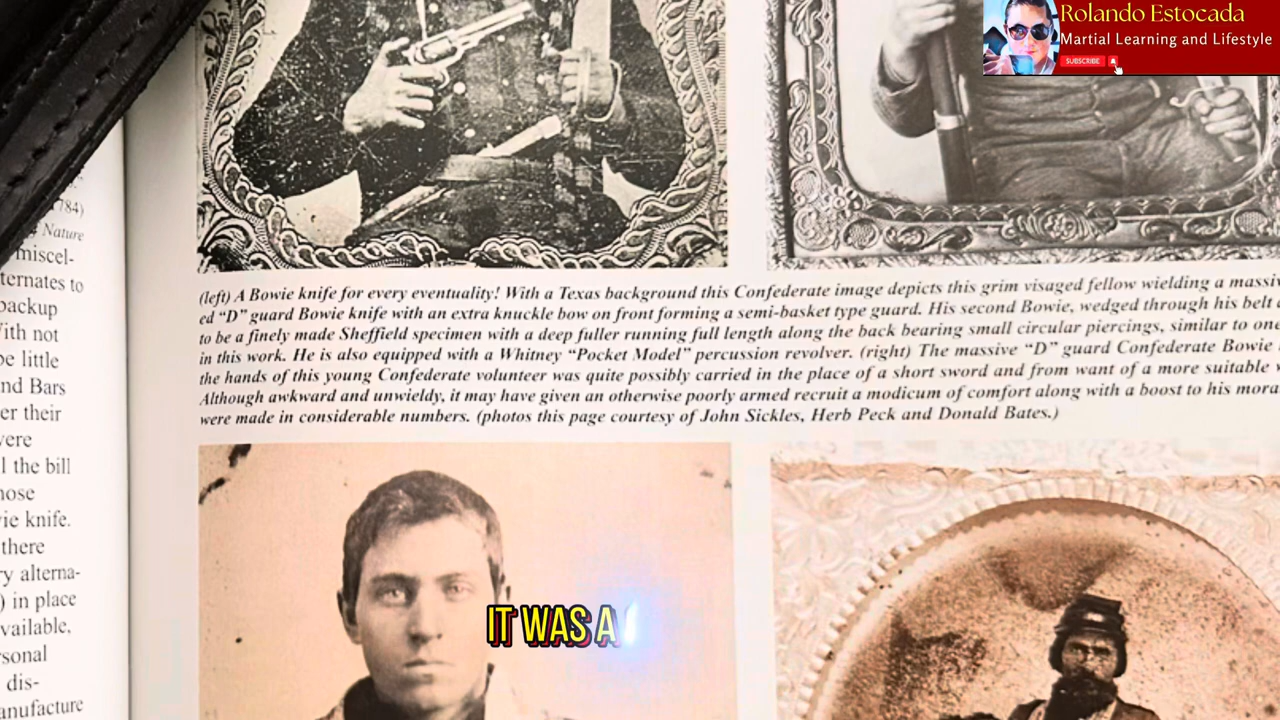 Rolando Estocada
Martial Learning and Lifestyle
SUBSCRIBE
784)
Nature
miscel-
ternates to
backup
With not
be little
nd Bars
er their
vere
l the bill
hose
vie knife.
there
ry alterna-
) in place
vailable,
rsonal
dis-
anufacture
(left) A Bowie knife for every eventuality! With a Texas background this Confederate image depicts this grim visaged fellow wielding a massiv
ed “D” guard Bowie knife with an extra knuckle bow on front forming a semi-basket type guard. His second Bowie, wedged through his belt
to be a finely made Sheffield specimen with a deep fuller running full length along the back bearing small circular piercings, similar to one
in this work. He is also equipped with a Whitney “Pocket Model” percussion revolver. (right) The massive “D” guard Confederate Bowie
the hands of this young Confederate volunteer was quite possibly carried in the place of a short sword and from want of a more suitable
Although awkward and unwieldy, it may have given an otherwise poorly armed recruit a modicum of comfort along with a boost to his mora
were made in considerable numbers. (photos this page courtesy of John Sickles, Herb Peck and Donald Bates.)
IT WAS A